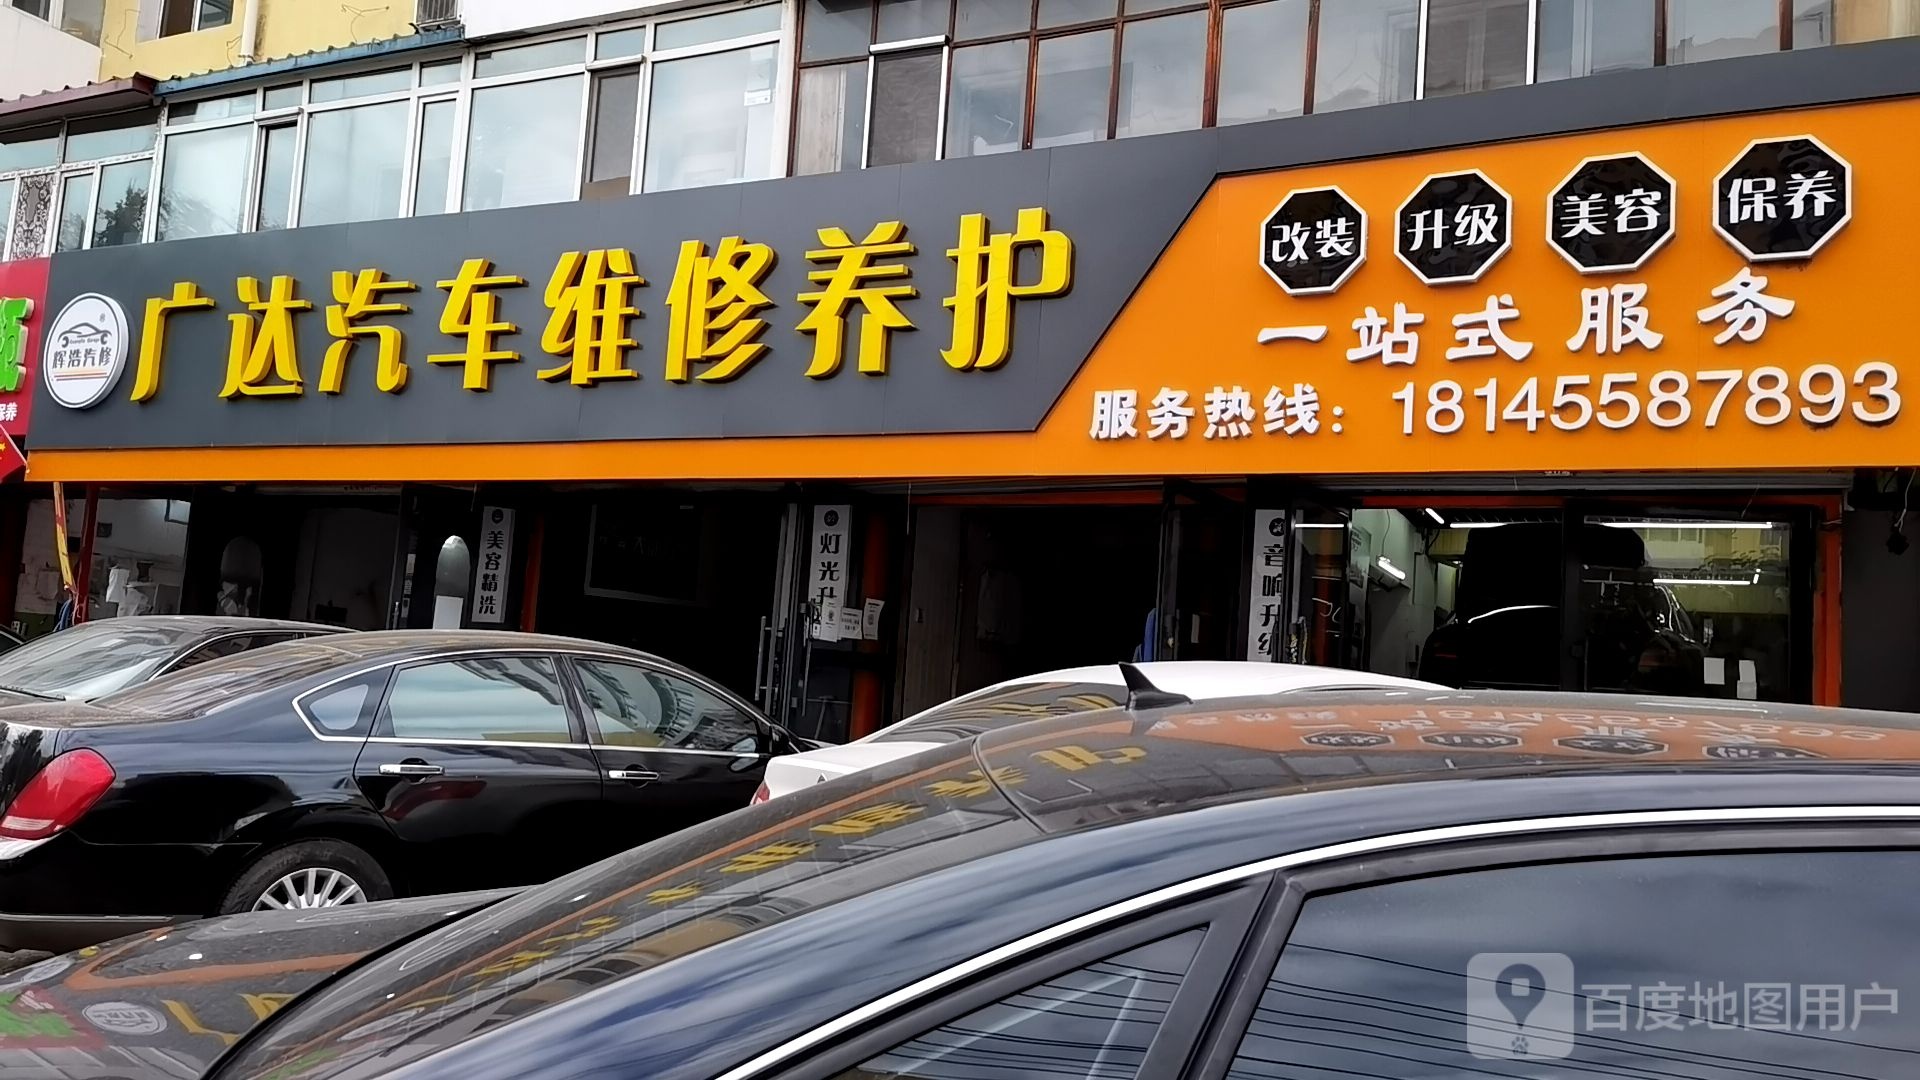 广达汽车维修养护
辉浩汽修
改装 升级 美容 保养
一站式服务
服务热线：18145587893
保养
美容精洗
灯光升
音响升级
百度地图用户